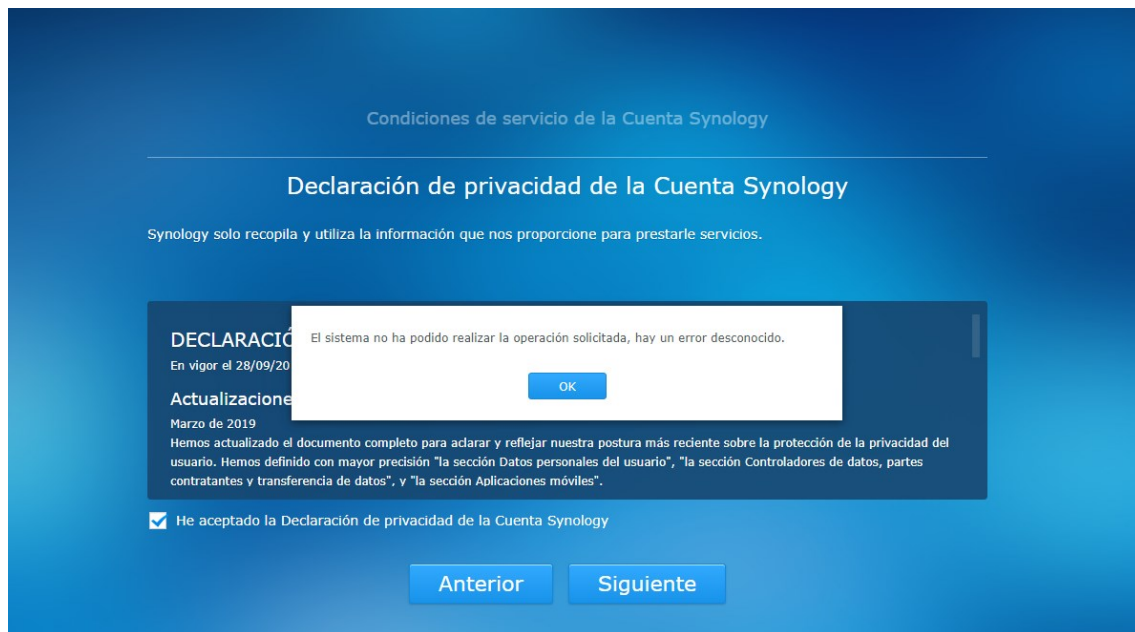 Condiciones de servicio de la Cuenta Synology
Declaración de privacidad de la Cuenta Synology
Synology solo recopila y utiliza la información que nos proporcione para prestarle servicios.
DECLARACIÓ
En vigor el 28/09/20
El sistema no ha podido realizar la operación solicitada, hay un error desconocido.
OK
Actualizacione
Marzo de 2019
Hemos actualizado el documento completo para aclarar y reflejar nuestra postura más reciente sobre la protección de la privacidad del
usuario. Hemos definido con mayor precisión "la sección Datos personales del usuario", "la sección Controladores de datos, partes
contratantes y transferencia de datos", y "la sección Aplicaciones móviles".
He aceptado la Declaración de privacidad de la Cuenta Synology
Anterior
Siguiente